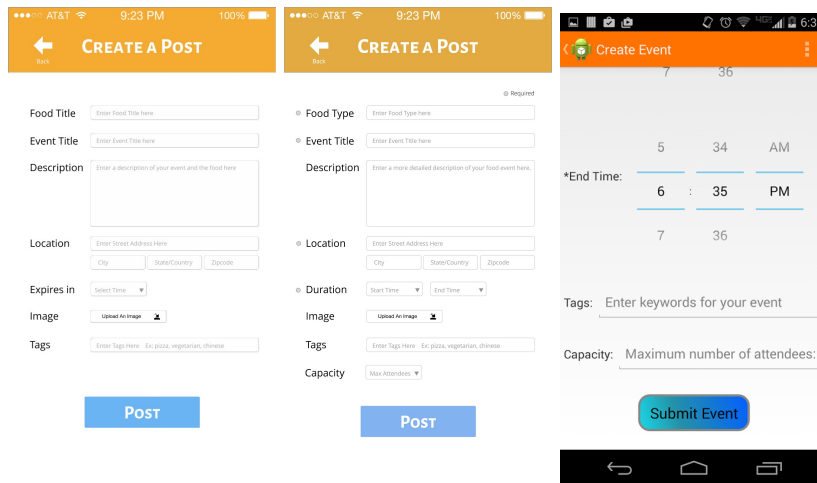 AT&T 9:23 PM 100%
Create a Post
Back
Food Title Enter Food Title here
Event Title Enter Event Title here
Description Enter a description of your event and the food here
Location Enter Street Address Here
City State/Country Zipcode
Expires in Select Time
Image Upload An Image
Tags Enter Tags Here Ex: pizza, vegetarian, chinese
Post
AT&T 9:23 PM 100%
Create a Post
Back
Required
Food Type Enter Food Type here
Event Title Enter Event Title here
Description Enter a more detailed description of your food event here.
Location Enter Street Address Here
City State/Country Zipcode
Duration Start Time End Time
Image Upload An Image
Tags Enter Tags Here Ex: pizza, vegetarian, chinese
Capacity Max Attendees
Post
4G 6:3
Create Event
7 36
5 34 AM
*End Time:
6 : 35 PM
7 36
Tags: Enter keywords for your event
Capacity: Maximum number of attendees:
Submit Event